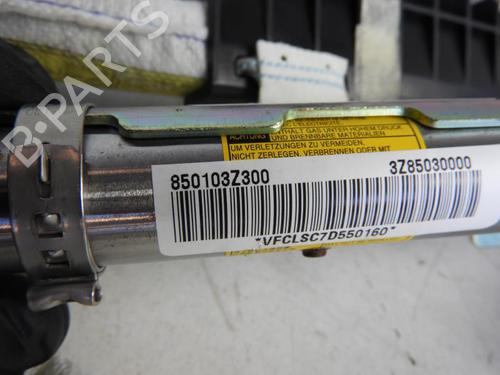 B-PARTS
ACHTUNG
ENTHÄLT GAS UNTER HOHEM DRUCK
UND BRENNBARE MATERIALIEN
UM VERLETZUNGEN ZU VERMEIDEN,
NICHT ZERLEGEN, VERBRENNEN ODER MIT
850103Z300 3Z85030000
*VFCLSC7D550160*